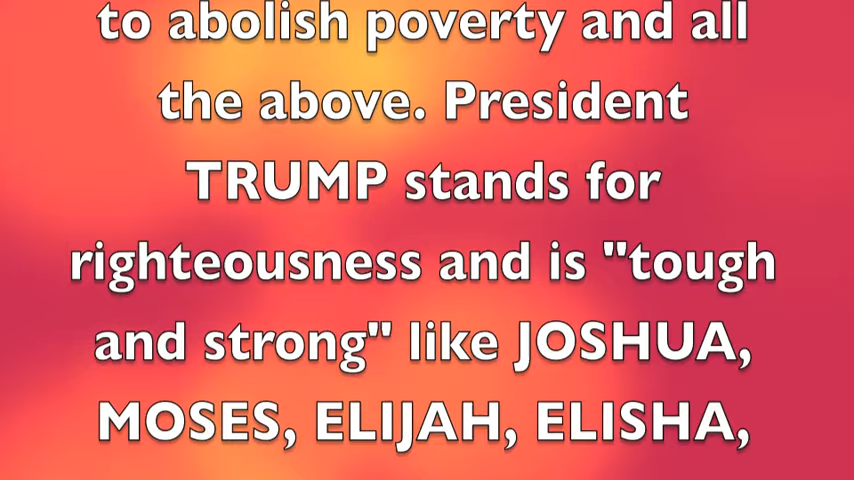 to abolish poverty and all
the above. President
TRUMP stands for
righteousness and is "tough
and strong" like JOSHUA,
MOSES, ELIJAH, ELISHA,